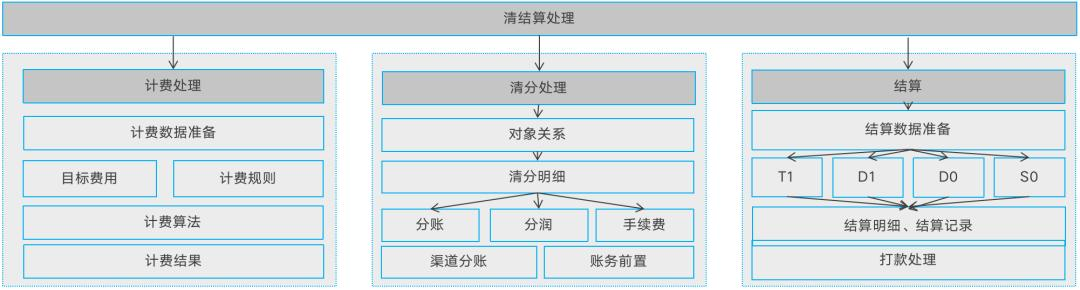 清结算处理
计费处理
计费数据准备
目标费用
计费规则
计费算法
计费结果
清分处理
对象关系
清分明细
分账
分润
手续费
渠道分账
账务前置
结算
结算数据准备
T1
D1
D0
S0
结算明细、结算记录
打款处理